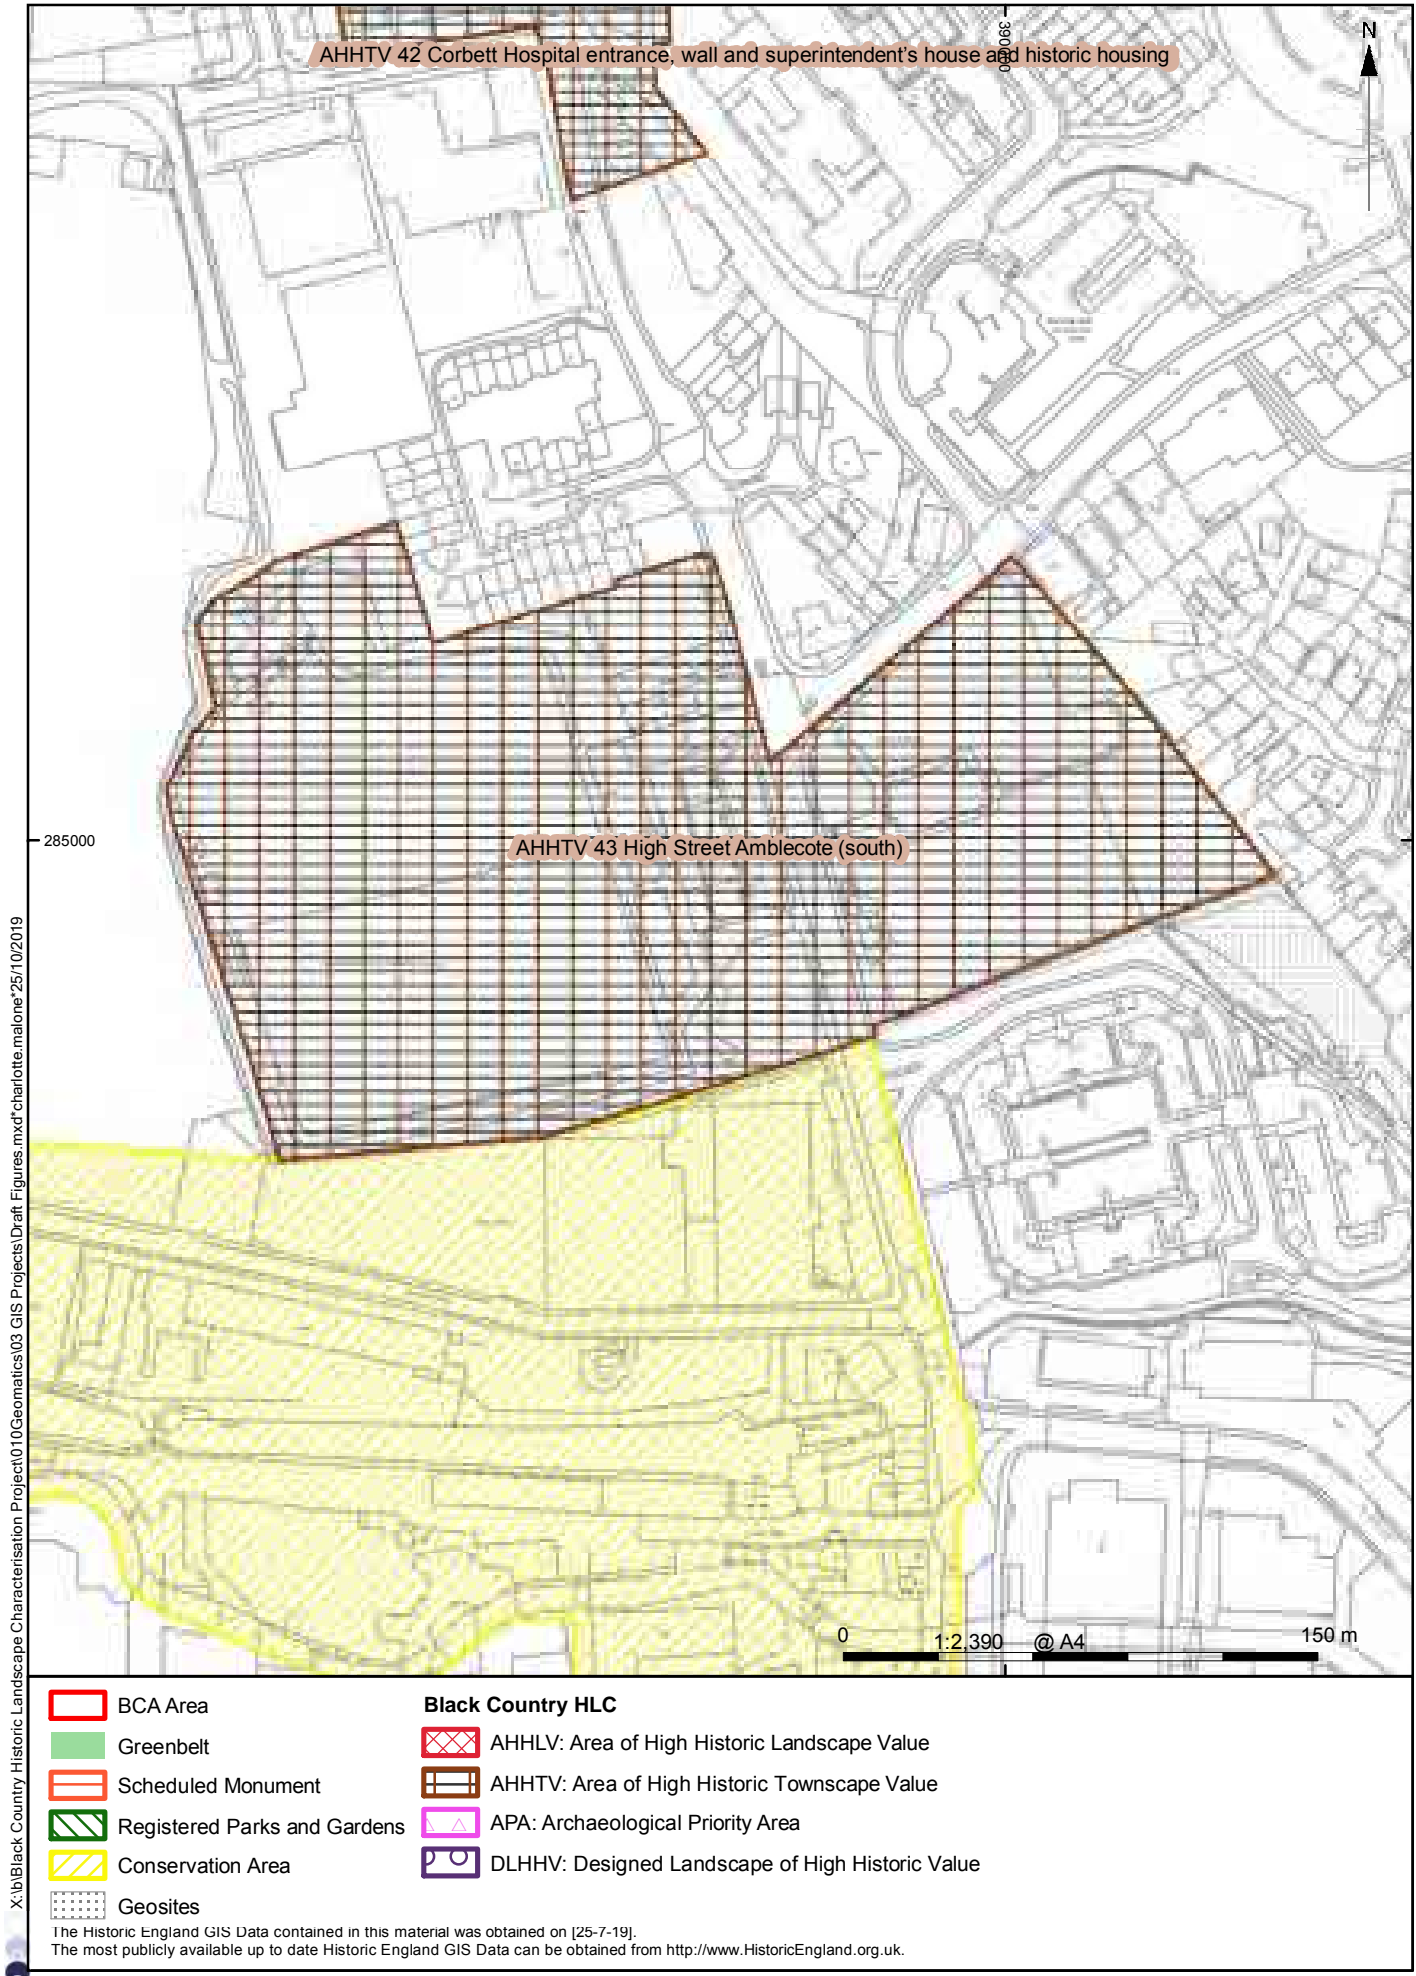 AHHTV 42 Corbett Hospital entrance, wall and superintendent's house and historic housing
390000
N
285000
AHHTV 43 High Street Amblecote (south)
0 1:2,390 @ A4 150 m
X:\b\Black Country Historic Landscape Characterisation Project\010Geomatics\03 GIS Projects\Draft Figures.mxd*charlotte.malone*25/10/2019
BCA Area
Greenbelt
Scheduled Monument
Registered Parks and Gardens
Conservation Area
Geosites
Black Country HLC
AHHLV: Area of High Historic Landscape Value
AHHTV: Area of High Historic Townscape Value
APA: Archaeological Priority Area
DLHHV: Designed Landscape of High Historic Value
The Historic England GIS Data contained in this material was obtained on [25-7-19].
The most publicly available up to date Historic England GIS Data can be obtained from http://www.HistoricEngland.org.uk.